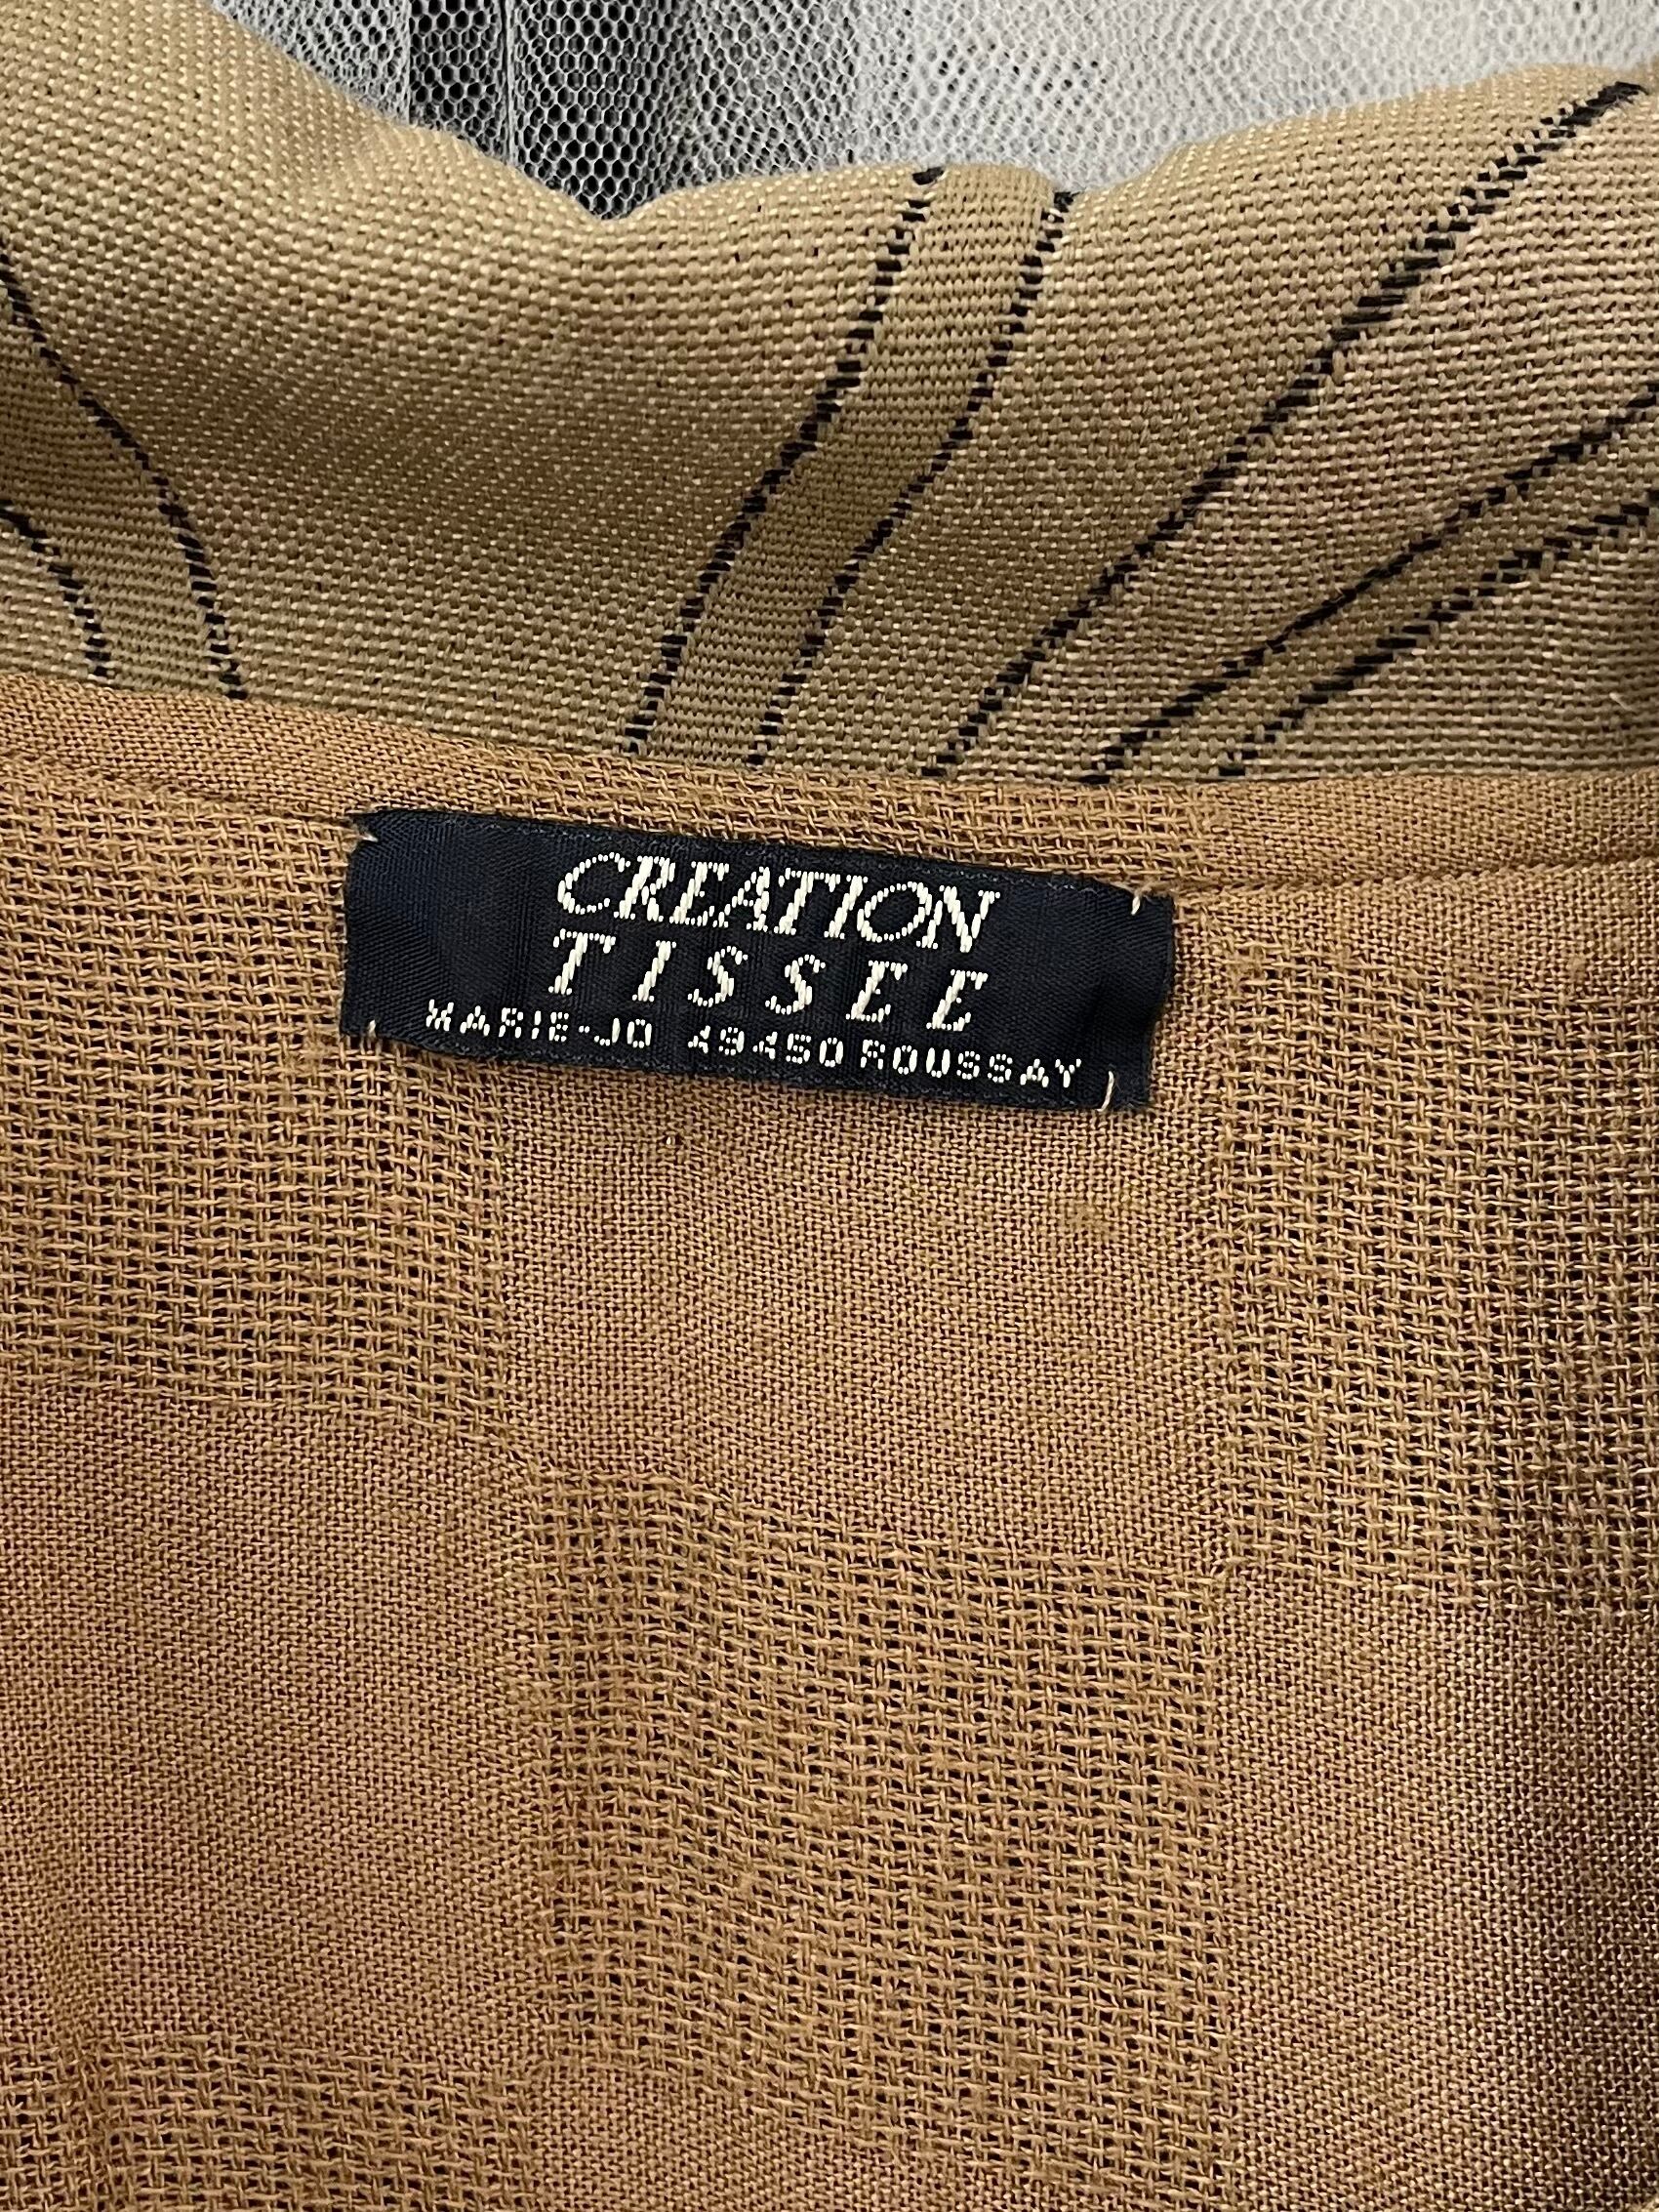 CREATION
TISSEE
MARIE-JO 49450 ROUSSAY